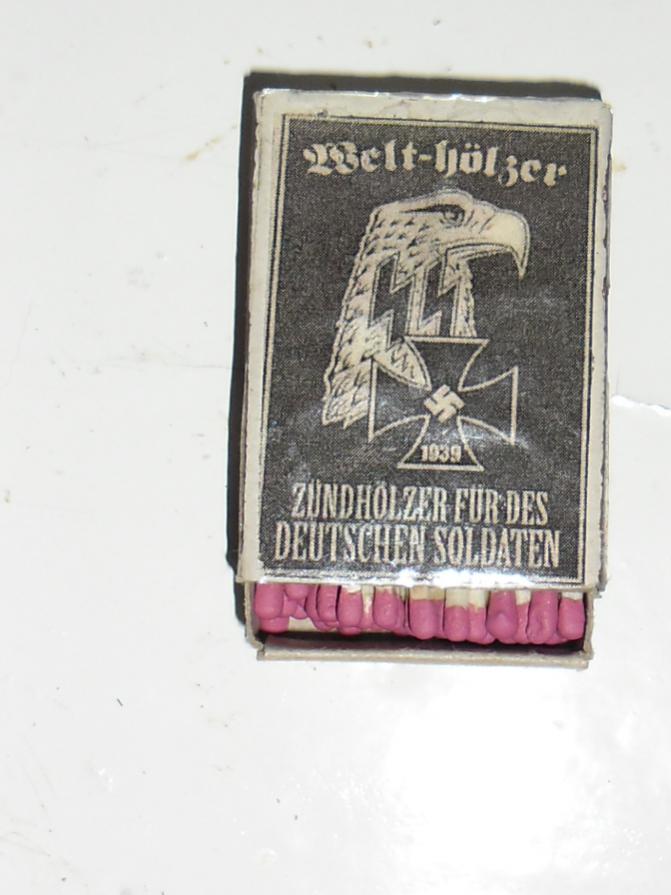 Welt-hölzer
1939
ZÜNDHÖLZER FÜR DES
DEUTSCHEN SOLDATEN